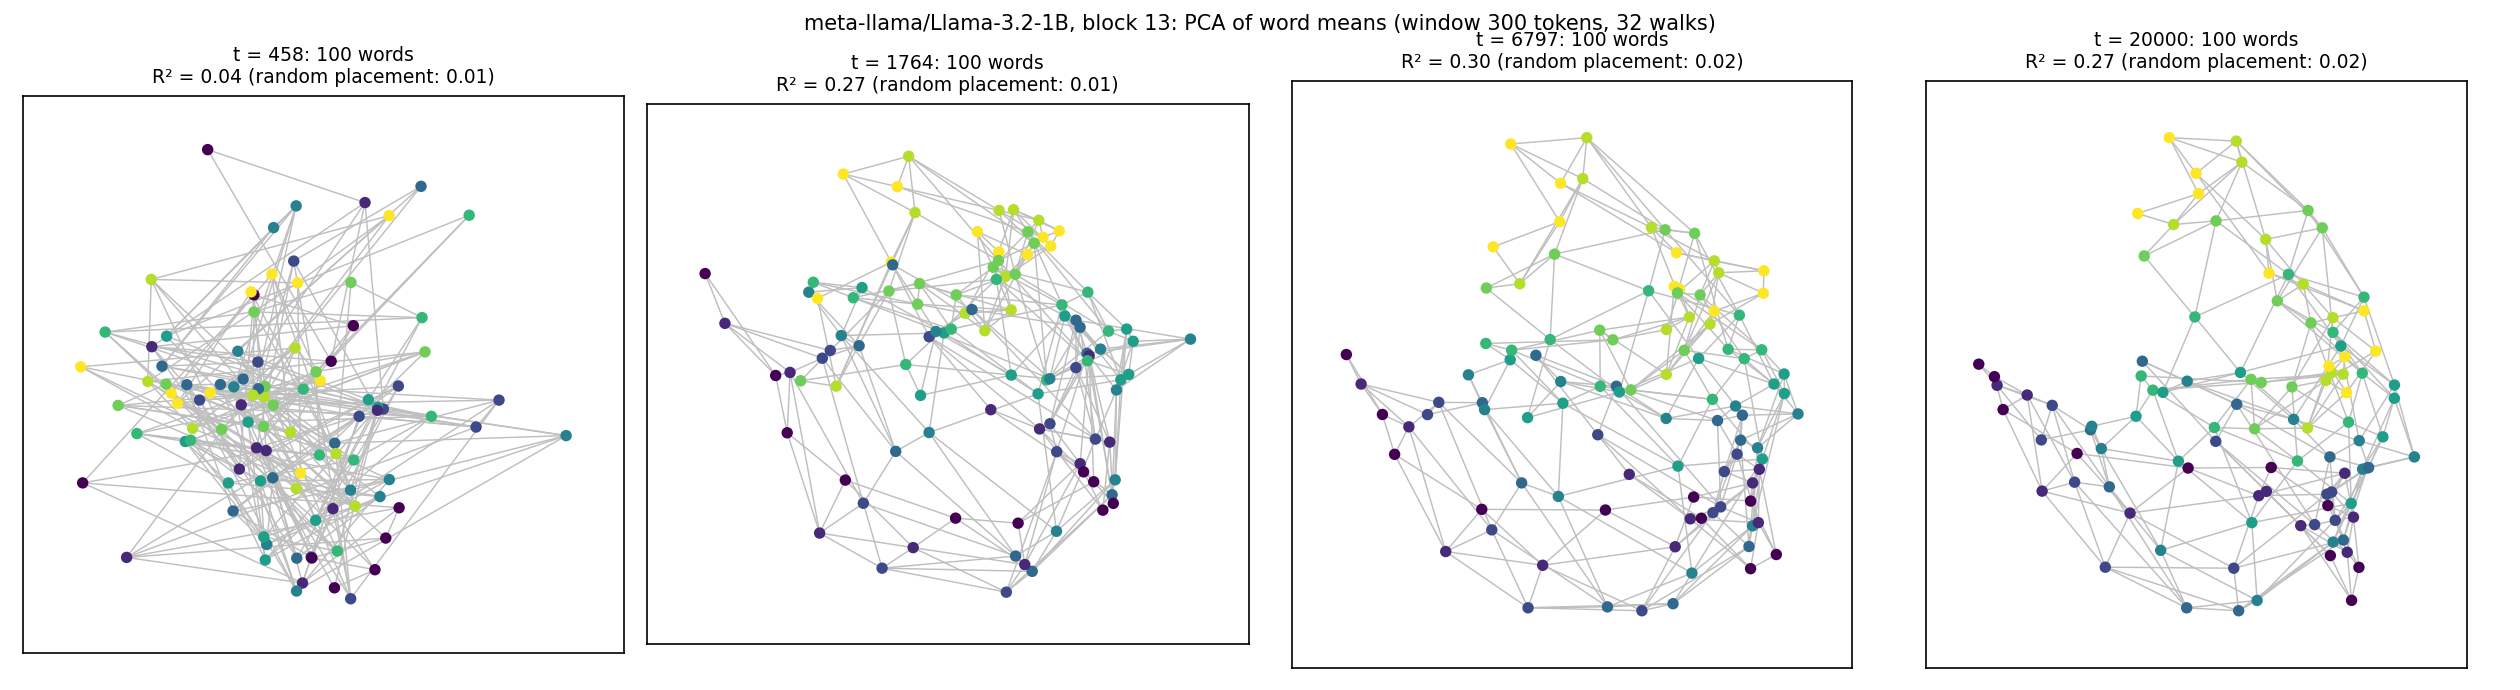 meta-llama/Llama-3.2-1B, block 13: PCA of word means (window 300 tokens, 32 walks)
t = 458: 100 words
R² = 0.04 (random placement: 0.01)
t = 1764: 100 words
R² = 0.27 (random placement: 0.01)
t = 6797: 100 words
R² = 0.30 (random placement: 0.02)
t = 20000: 100 words
R² = 0.27 (random placement: 0.02)